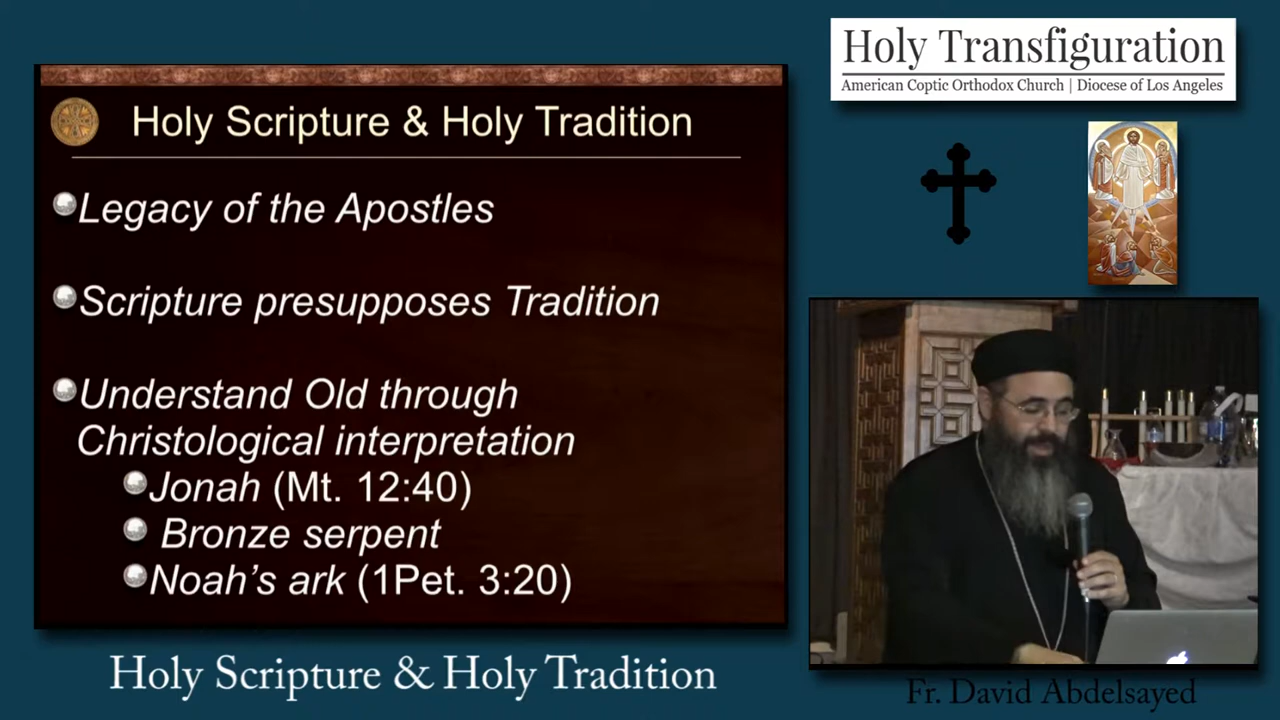 Holy Transfiguration
American Coptic Orthodox Church | Diocese of Los Angeles
Holy Scripture & Holy Tradition
Legacy of the Apostles
Scripture presupposes Tradition
Understand Old through
Christological interpretation
Jonah (Mt. 12:40)
Bronze serpent
Noah's ark (1Pet. 3:20)
Holy Scripture & Holy Tradition
Fr. David Abdelsayed